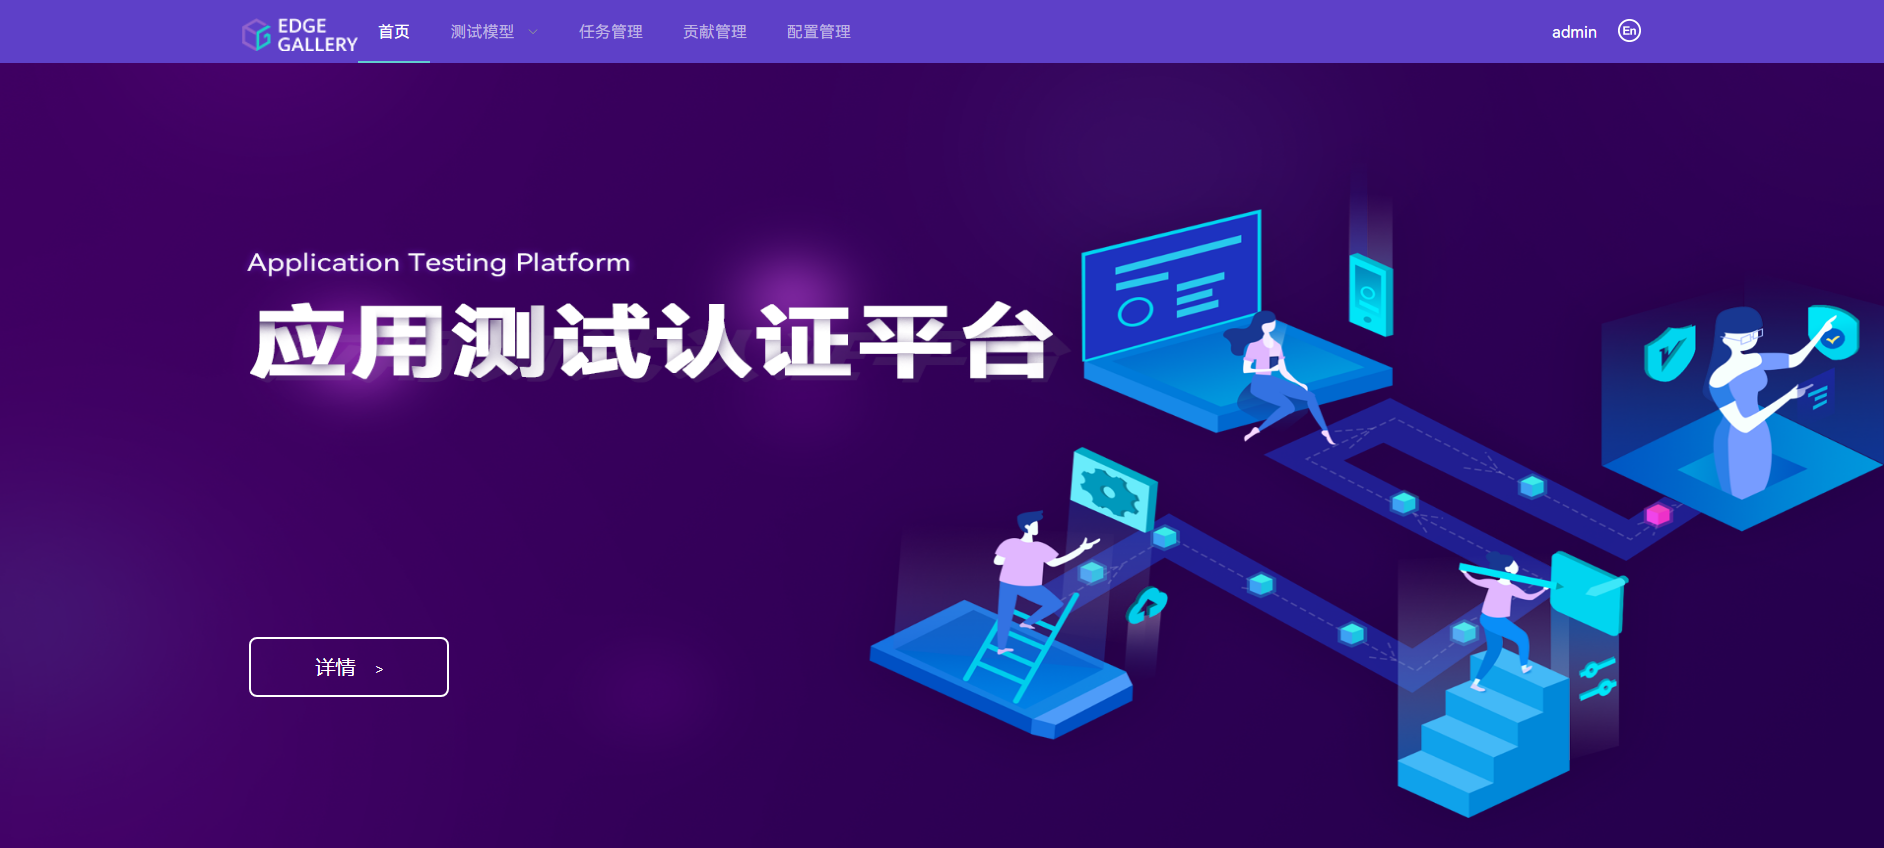 EDGE
GALLERY
首页 测试模型 任务管理 贡献管理 配置管理 admin En
Application Testing Platform
应用测试认证平台
详情 >